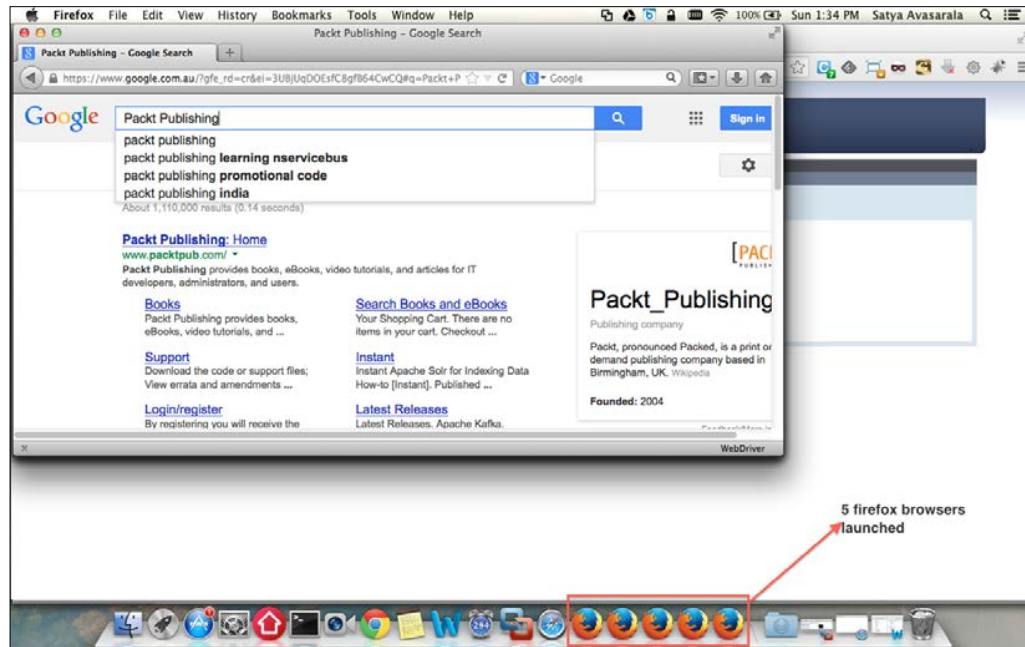 Firefox File Edit View History Bookmarks Tools Window Help 100% Sun 1:34 PM Satya Avasarala
Packt Publishing – Google Search
Packt Publishing – Google Search +
https://www.google.com.au/?gfe_rd=cr&ei=3U8jUqDOEsfC8gfB64CwCQ#q=Packt+P Google
Google Packt Publishing Sign in
packt publishing
packt publishing learning nservicebus
packt publishing promotional code
packt publishing india
About 1,110,000 results (0.14 seconds)
Packt Publishing: Home
www.packtpub.com/
Packt Publishing provides books, eBooks, video tutorials, and articles for IT
developers, administrators, and users.
Books
Packt Publishing provides books,
eBooks, video tutorials, and ...
Search Books and eBooks
Your Shopping Cart. There are no
items in your cart. Checkout ...
Support
Download the code or support files;
View errata and amendments ...
Instant
Instant Apache Solr for Indexing Data
How-to [Instant]. Published ...
Login/register
By registering you will receive the
Latest Releases
Latest Releases. Apache Kafka.
[PAC
PUBLIS
Packt_Publishing
Publishing company
Packt, pronounced Packed, is a print on
demand publishing company based in
Birmingham, UK. Wikipedia
Founded: 2004
WebDriver
5 firefox browsers
launched